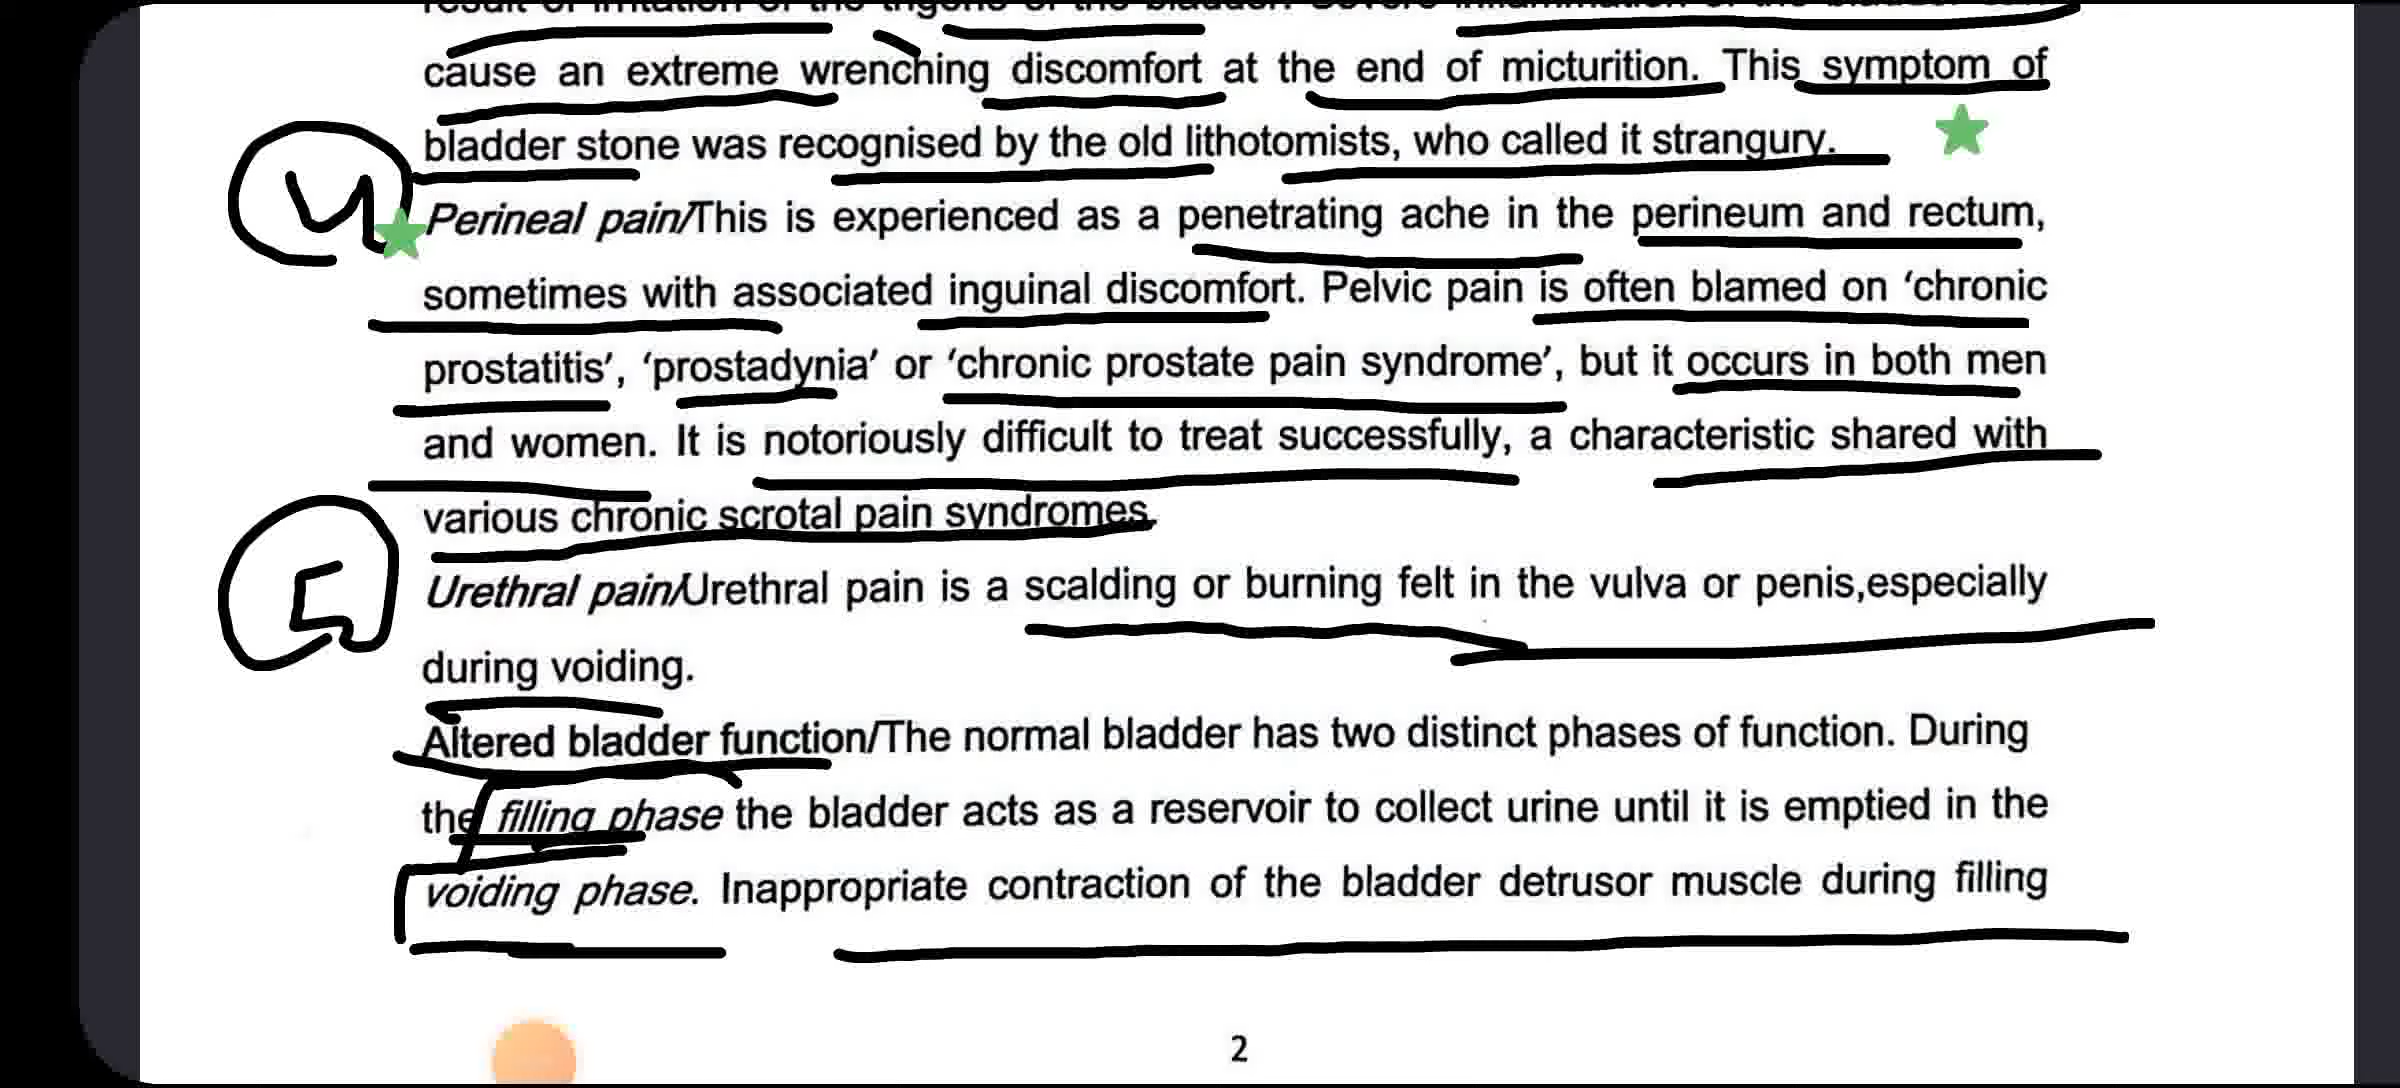 cause an extreme wrenching discomfort at the end of micturition. This symptom of
bladder stone was recognised by the old lithotomists, who called it strangury.
4
Perineal pain/This is experienced as a penetrating ache in the perineum and rectum,
sometimes with associated inguinal discomfort. Pelvic pain is often blamed on ‘chronic
prostatitis’, ‘prostadynia’ or ‘chronic prostate pain syndrome’, but it occurs in both men
and women. It is notoriously difficult to treat successfully, a characteristic shared with
various chronic scrotal pain syndromes.
5
Urethral pain/Urethral pain is a scalding or burning felt in the vulva or penis,especially
during voiding.
Altered bladder function/The normal bladder has two distinct phases of function. During
the filling phase the bladder acts as a reservoir to collect urine until it is emptied in the
voiding phase. Inappropriate contraction of the bladder detrusor muscle during filling
2